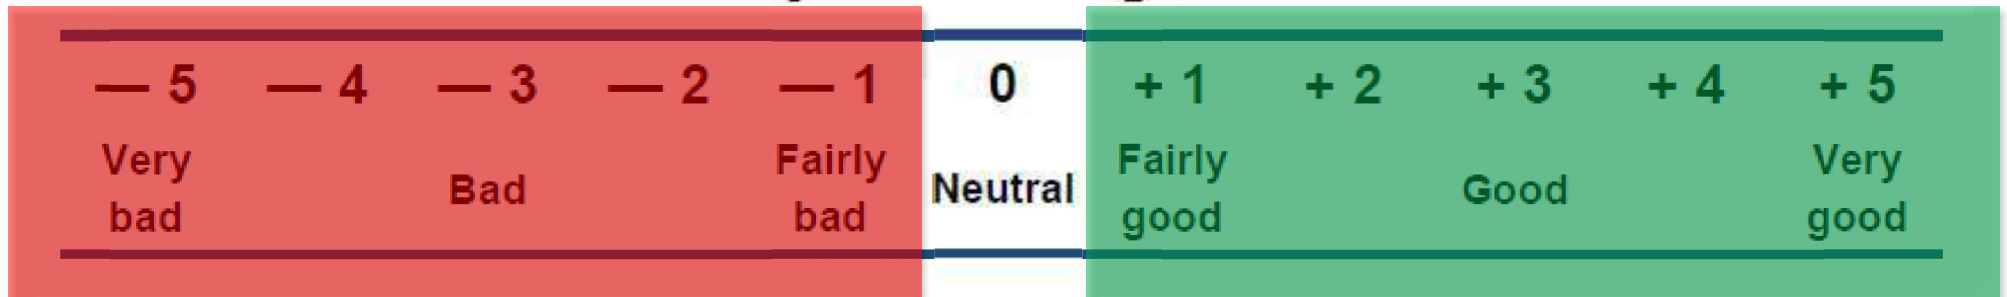 — 5 — 4 — 3 — 2 — 1 0 + 1 + 2 + 3 + 4 + 5
Very bad Bad Fairly bad Neutral Fairly good Good Very good